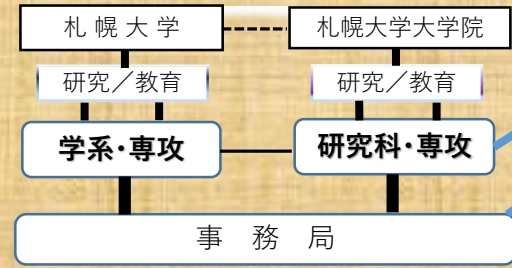 札 幌 大 学
札幌大学大学院
研究／教育
研究／教育
学系・専攻
研究科・専攻
事 務 局